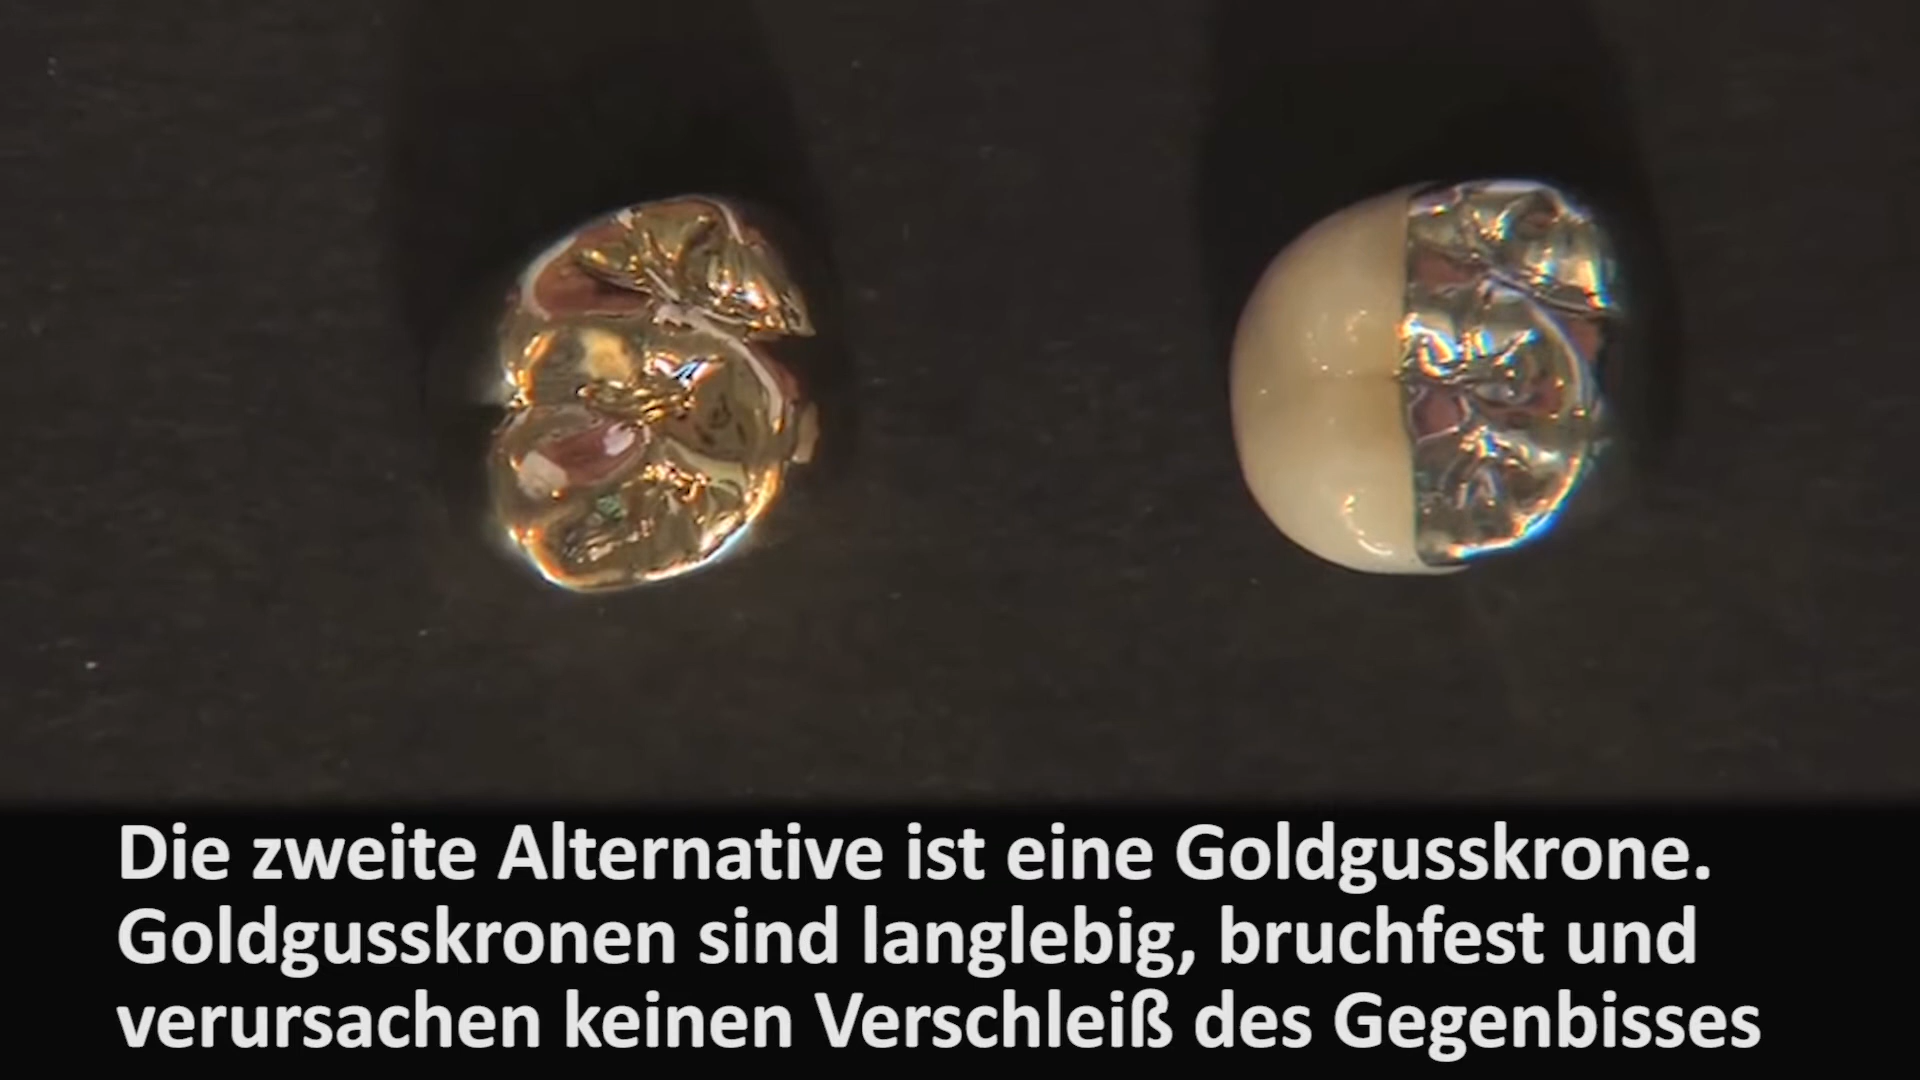 Die zweite Alternative ist eine Goldgusskrone.
Goldgusskronen sind langlebig, bruchfest und
verursachen keinen Verschleiß des Gegenbisses